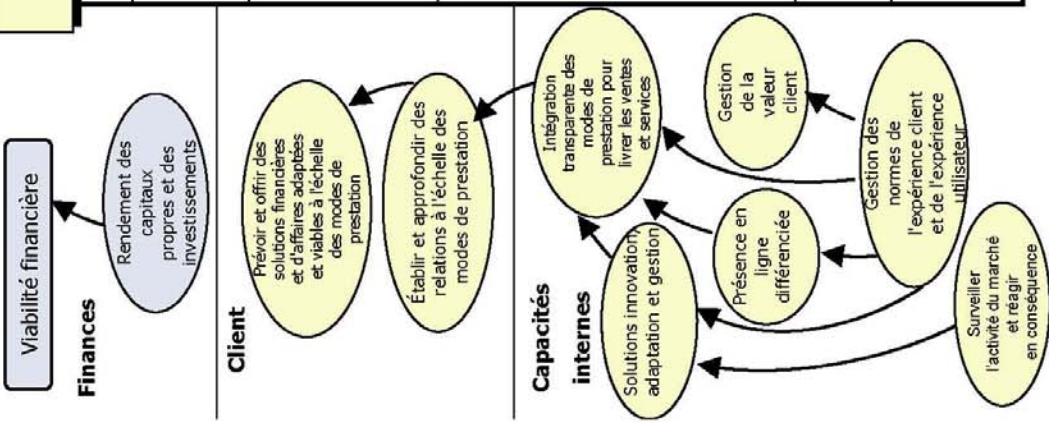 Viabilité financière
Finances
Rendement des
capitaux
propres et des
investissements
Client
Prévoir et offrir des
solutions financières
et d'affaires adaptées
et viables à l'échelle
des modes de
prestation
Établir et approfondir des
relations à l'échelle des
modes de prestation
Capacités
internes
Intégration
transparente des
modes de
prestation pour
livrer les ventes
et services
Solutions innovation,
adaptation et gestion
Présence en
ligne
différenciée
Gestion
de la
valeur
client
Gestion des
normes de
l'expérience client
et de l'expérience
utilisateur
Surveiller
l'activité du marché
et réagir
en conséquence